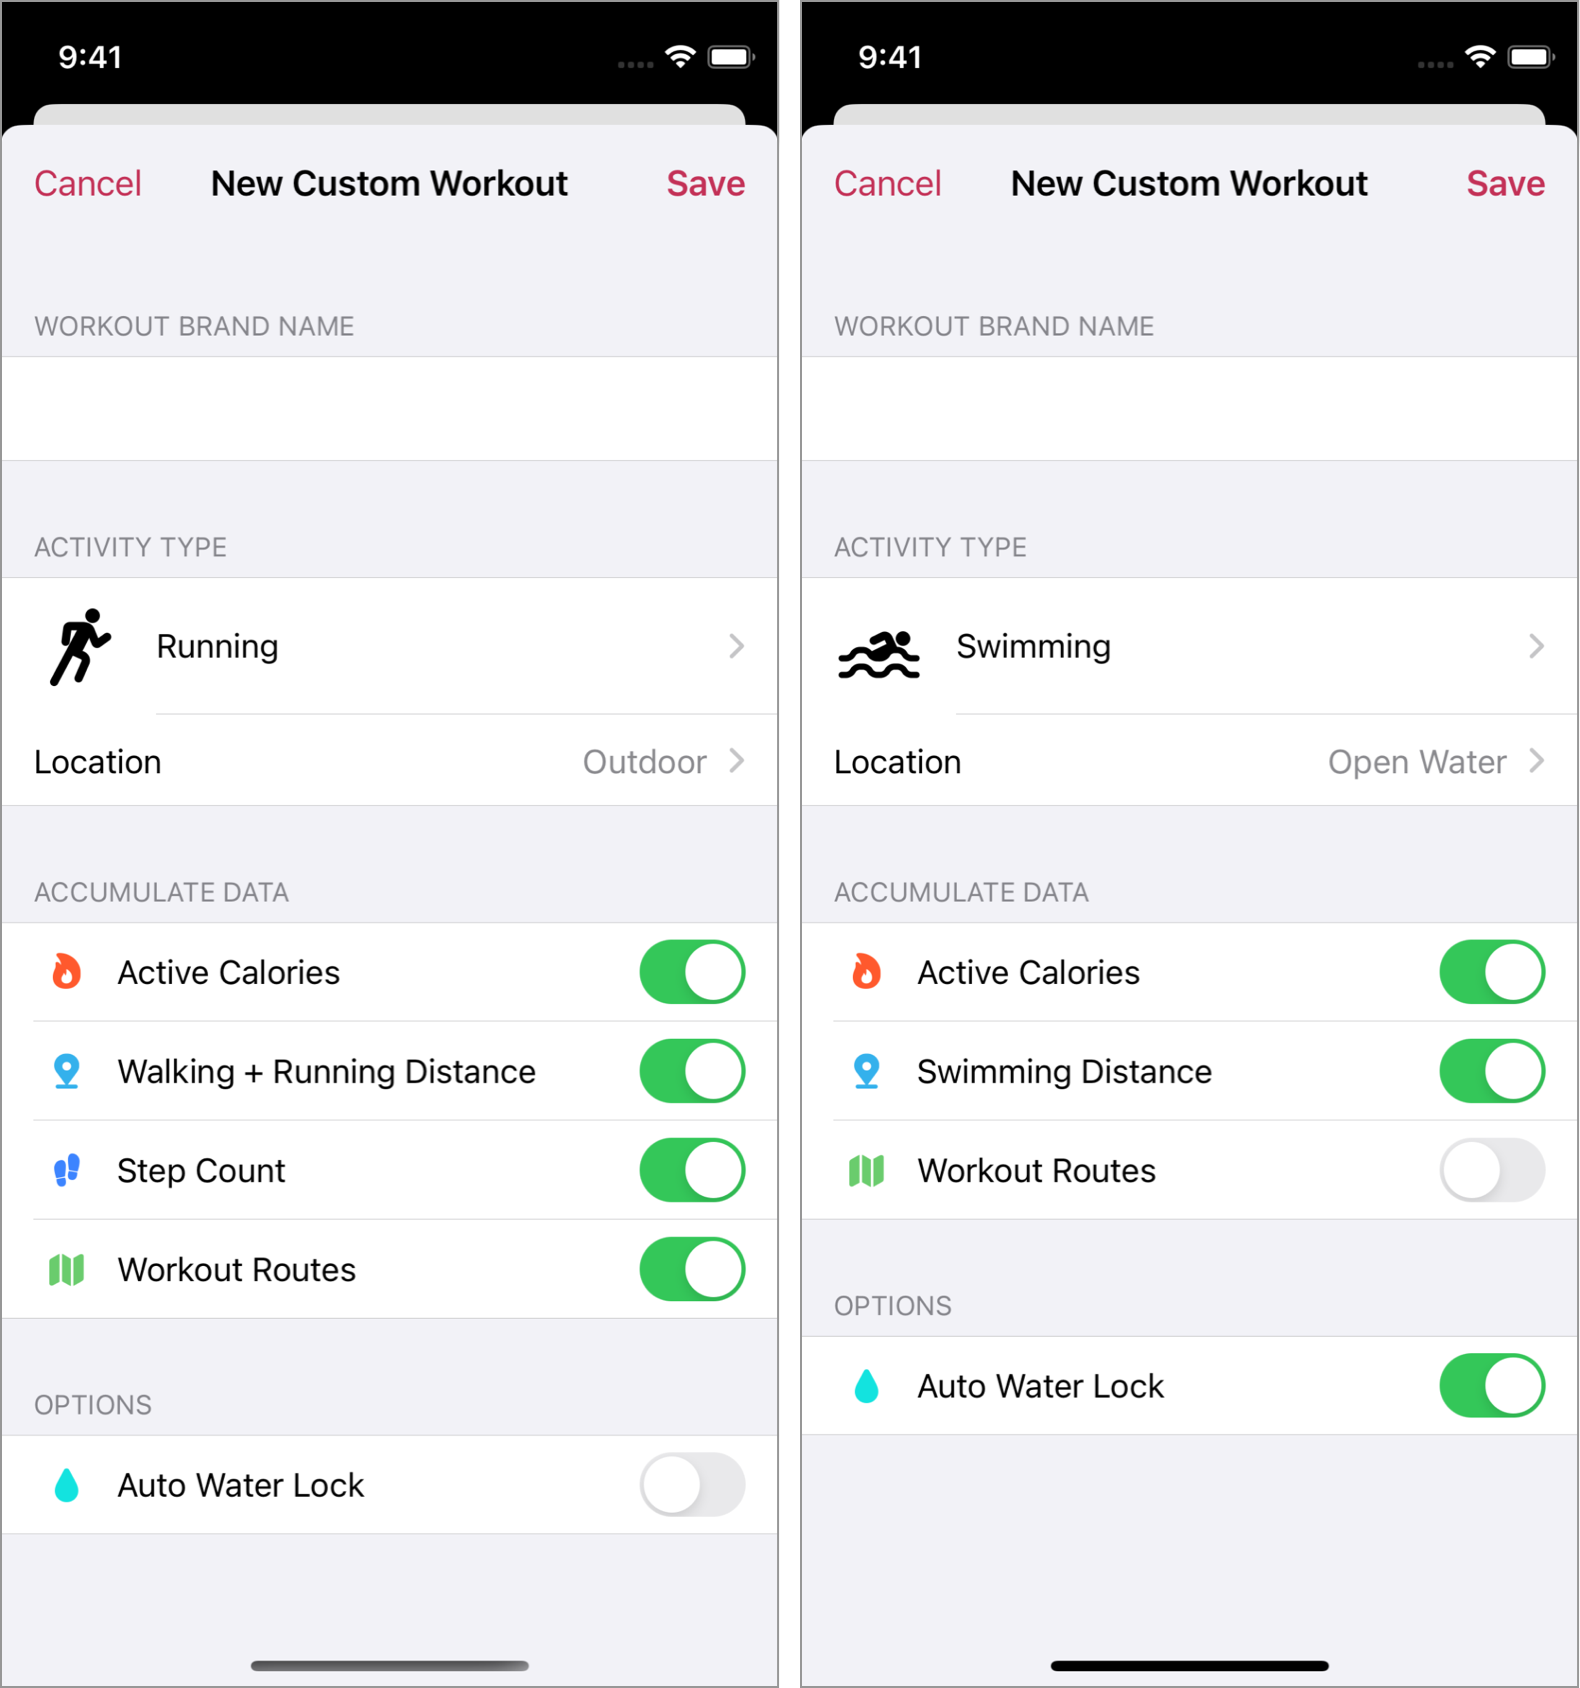 9:41
Cancel New Custom Workout Save
WORKOUT BRAND NAME
ACTIVITY TYPE
Running
Location Outdoor
ACCUMULATE DATA
Active Calories
Walking + Running Distance
Step Count
Workout Routes
OPTIONS
Auto Water Lock
9:41
Cancel New Custom Workout Save
WORKOUT BRAND NAME
ACTIVITY TYPE
Swimming
Location Open Water
ACCUMULATE DATA
Active Calories
Swimming Distance
Workout Routes
OPTIONS
Auto Water Lock